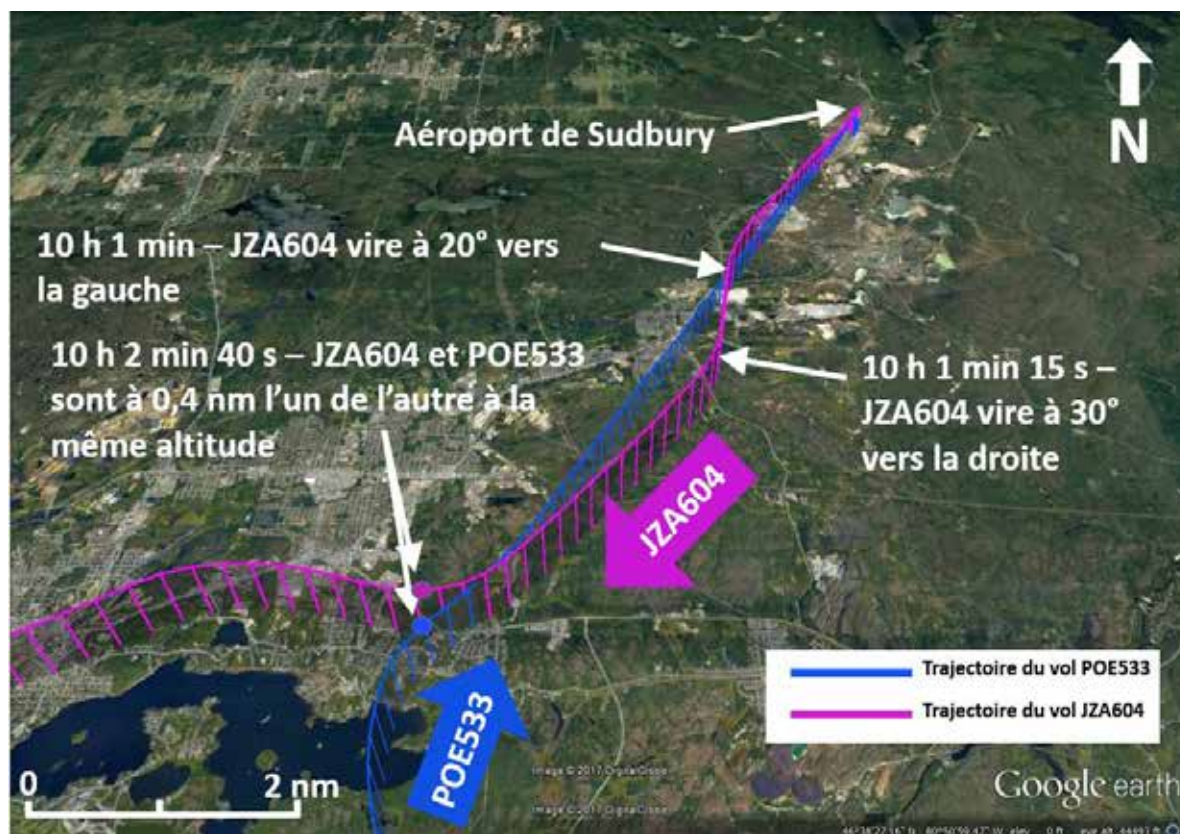 Aéroport de Sudbury
N
10 h 1 min – JZA604 vire à 20° vers
la gauche
10 h 2 min 40 s – JZA604 et POE533
sont à 0,4 nm l’un de l’autre à la
même altitude
10 h 1 min 15 s –
JZA604 vire à 30°
vers la droite
JZA604
POE533
Trajectoire du vol POE533
Trajectoire du vol JZA604
0
2 nm
Image © 2017 DigitalGlobe
Image © 2017 DigitalGlobe
Google earth